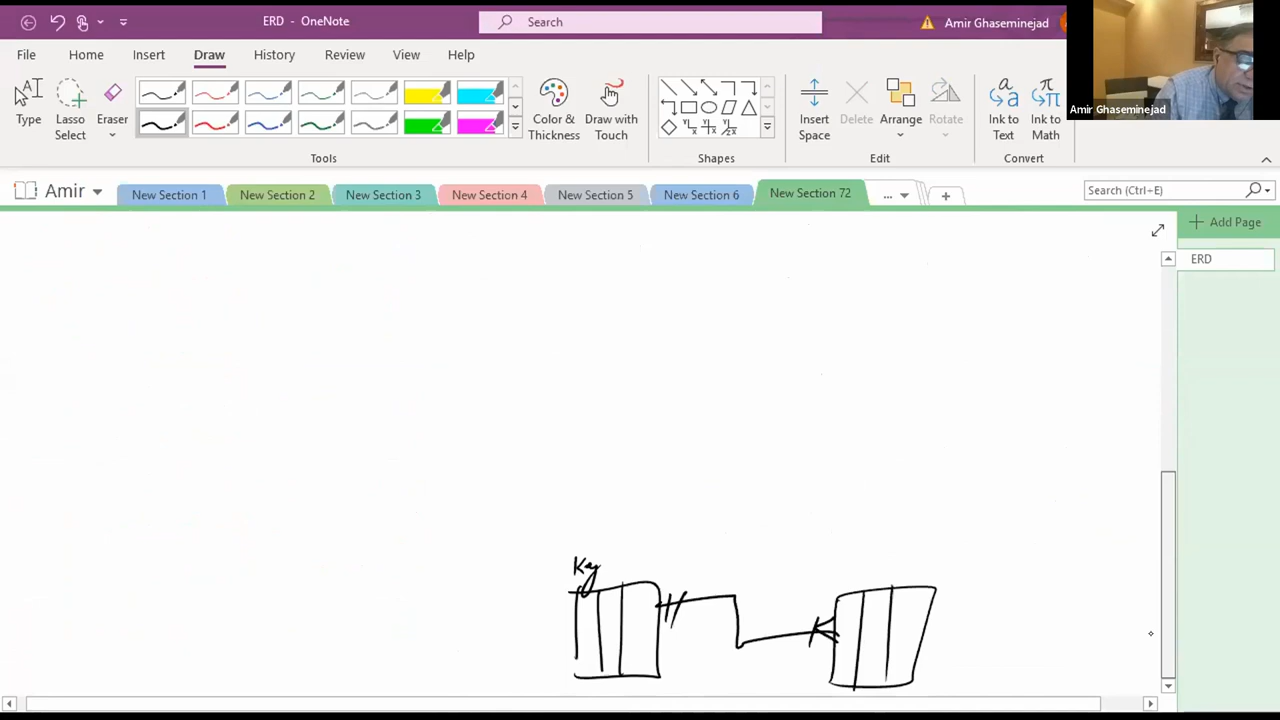 ERD - OneNote
Search
Amir Ghaseminejad
File Home Insert Draw History Review View Help
Type
Lasso Select
Eraser
Color & Thickness
Draw with Touch
Insert Space
Delete
Arrange
Rotate
Ink to Text
Ink to Math
Tools
Shapes
Edit
Convert
Amir Ghaseminejad
Amir
New Section 1
New Section 2
New Section 3
New Section 4
New Section 5
New Section 6
New Section 72
...
Search (Ctrl+E)
Add Page
ERD
Key